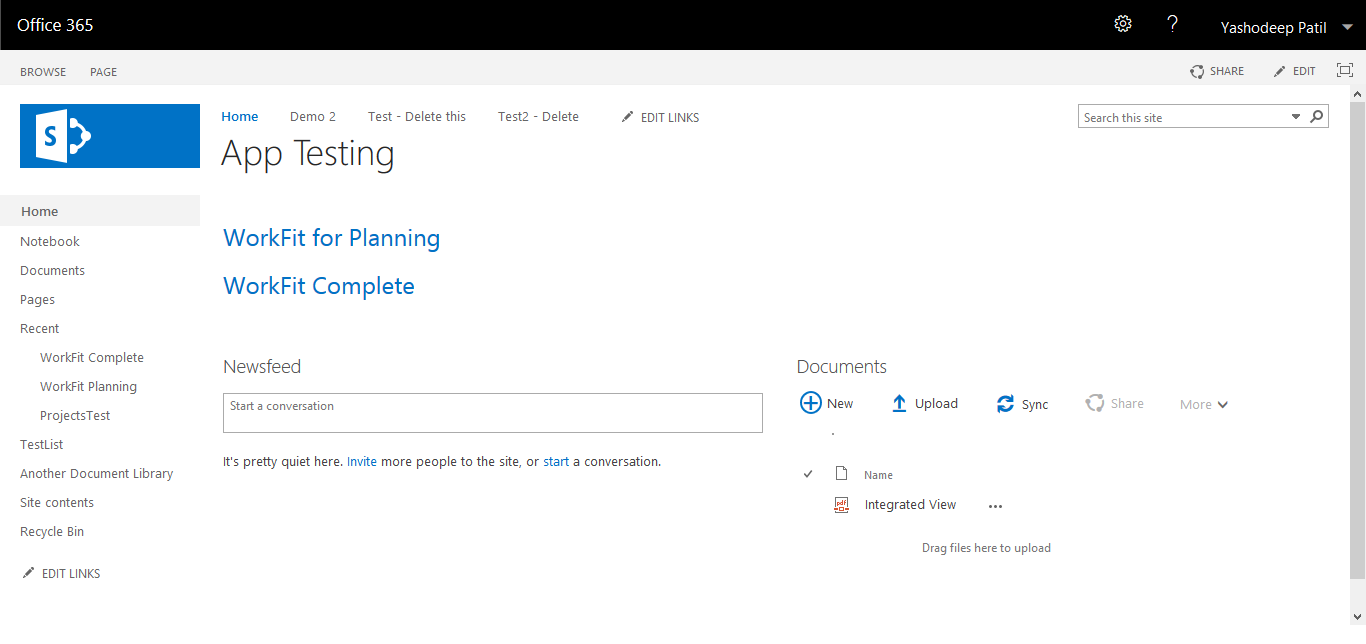 Office 365
?
Yashodeep Patil
BROWSE PAGE
SHARE EDIT
S
Home Demo 2 Test - Delete this Test2 - Delete EDIT LINKS
Search this site
App Testing
Home
Notebook
Documents
Pages
Recent
WorkFit Complete
WorkFit Planning
ProjectsTest
TestList
Another Document Library
Site contents
Recycle Bin
EDIT LINKS
WorkFit for Planning
WorkFit Complete
Newsfeed
Start a conversation
It's pretty quiet here. Invite more people to the site, or start a conversation.
Documents
New Upload Sync Share More
Name
pdf
Integrated View ...
Drag files here to upload